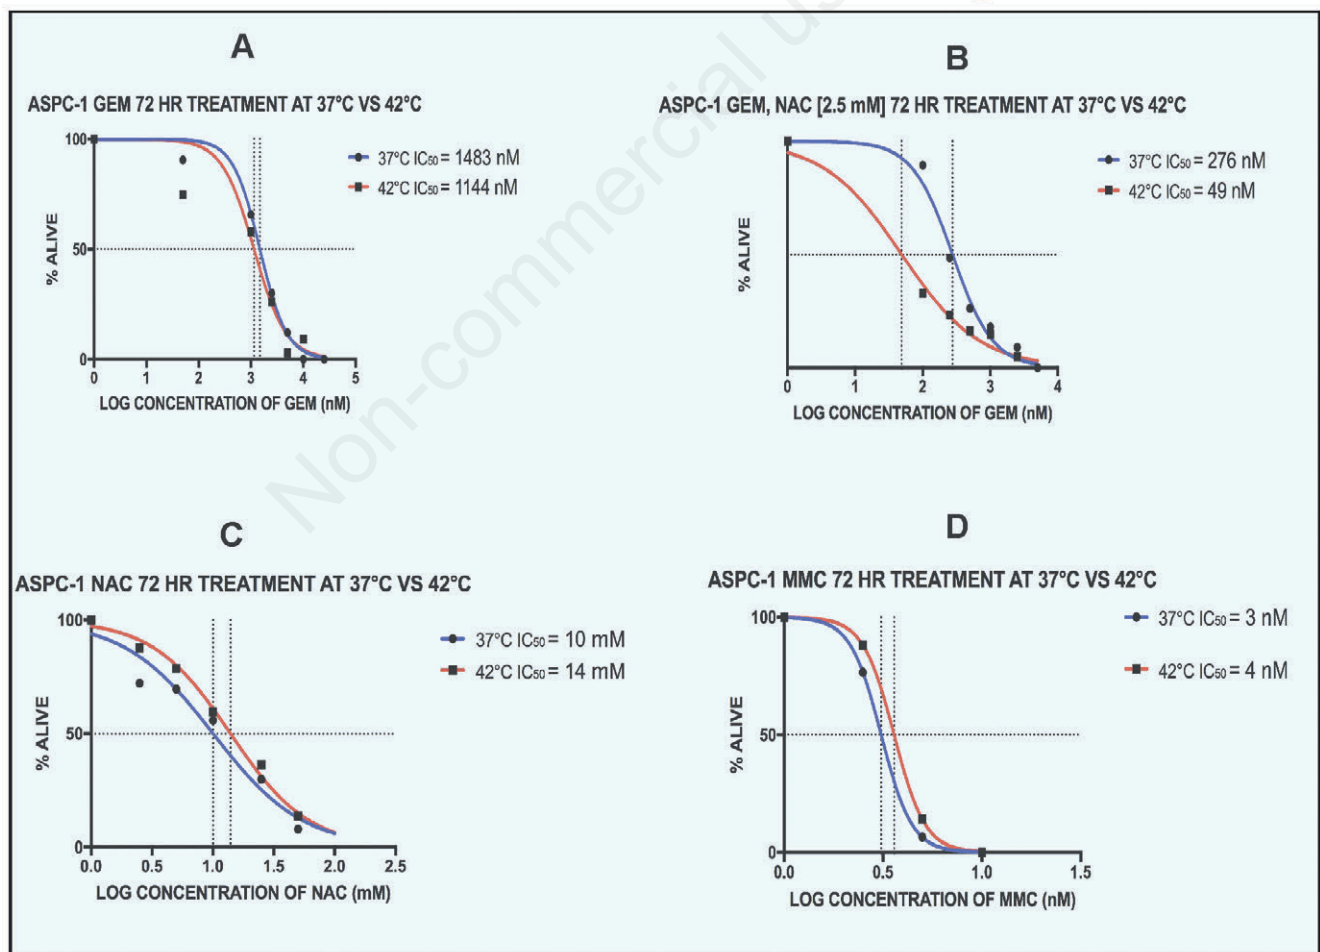 A
ASPC-1 GEM 72 HR TREATMENT AT 37°C VS 42°C
100
50
0
% ALIVE
0 1 2 3 4 5
LOG CONCENTRATION OF GEM (nM)
37°C IC₅₀ = 1483 nM
42°C IC₅₀ = 1144 nM
B
ASPC-1 GEM, NAC [2.5 mM] 72 HR TREATMENT AT 37°C VS 42°C
% ALIVE
0 1 2 3 4
LOG CONCENTRATION OF GEM (nM)
37°C IC₅₀ = 276 nM
42°C IC₅₀ = 49 nM
C
ASPC-1 NAC 72 HR TREATMENT AT 37°C VS 42°C
100
50
0
% ALIVE
0.0 0.5 1.0 1.5 2.0 2.5
LOG CONCENTRATION OF NAC (mM)
37°C IC₅₀ = 10 mM
42°C IC₅₀ = 14 mM
D
ASPC-1 MMC 72 HR TREATMENT AT 37°C VS 42°C
100
50
0
% ALIVE
0.0 0.5 1.0 1.5
LOG CONCENTRATION OF MMC (nM)
37°C IC₅₀ = 3 nM
42°C IC₅₀ = 4 nM
Non-commercial